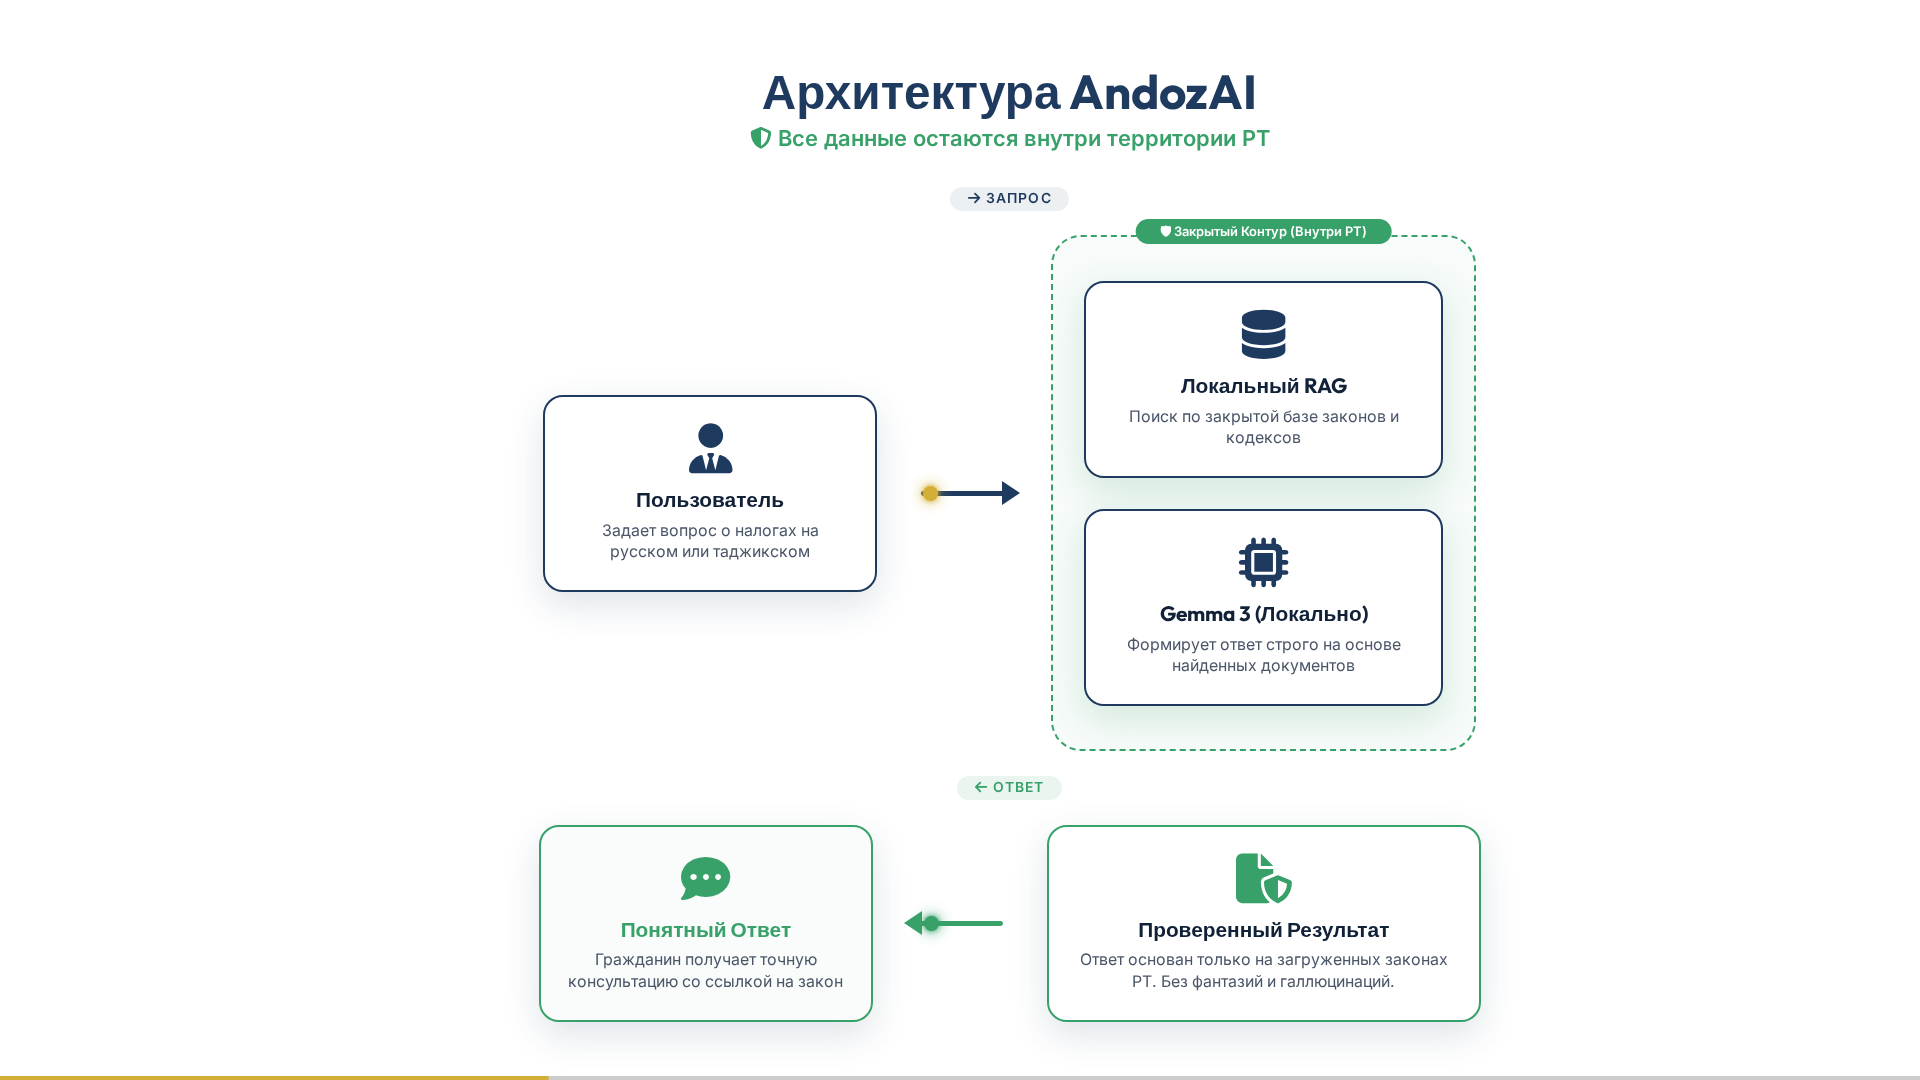 Архитектура AndozAI
Все данные остаются внутри территории РТ
ЗАПРОС
Закрытый Контур (Внутри РТ)
Локальный RAG
Поиск по закрытой базе законов и
кодексов
Пользователь
Задает вопрос о налогах на
русском или таджикском
Gemma 3 (Локально)
Формирует ответ строго на основе
найденных документов
ОТВЕТ
Понятный Ответ
Гражданин получает точную
консультацию со ссылкой на закон
Проверенный Результат
Ответ основан только на загруженных законах
РТ. Без фантазий и галлюцинаций.